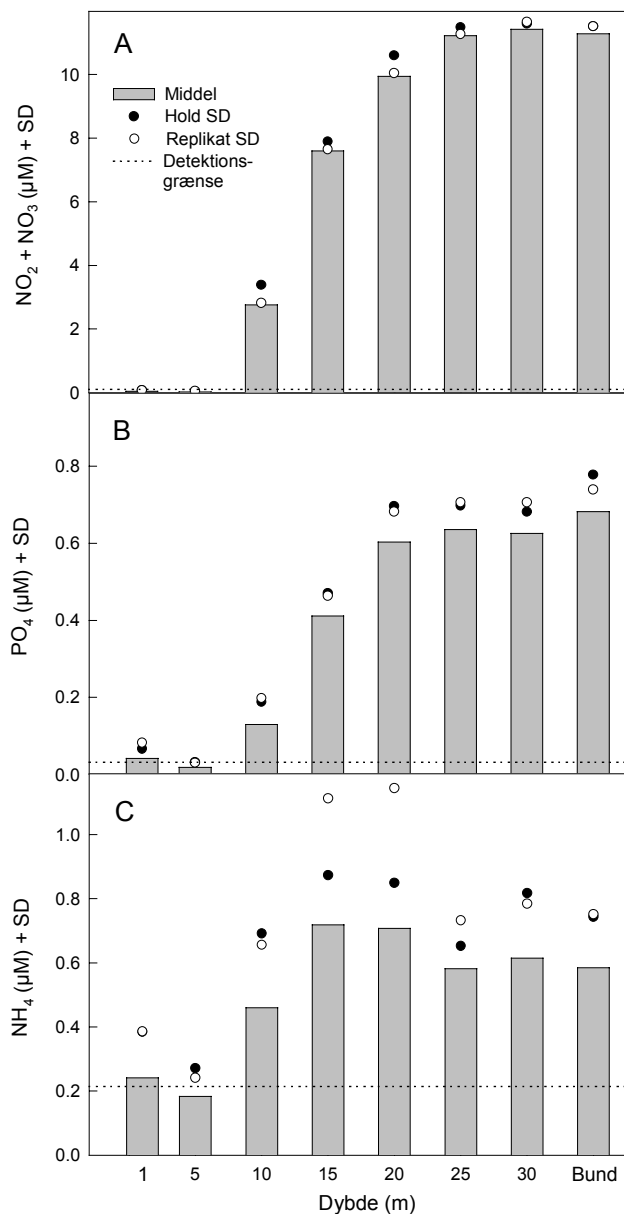 A
NO2 + NO3 (µM) + SD
10
8
6
4
2
0
Middel
Hold SD
Replikat SD
Detektions-
grænse
B
PO4 (µM) + SD
0.8
0.6
0.4
0.2
0.0
C
NH4 (µM) + SD
1.0
0.8
0.6
0.4
0.2
0.0
1 5 10 15 20 25 30 Bund
Dybde (m)